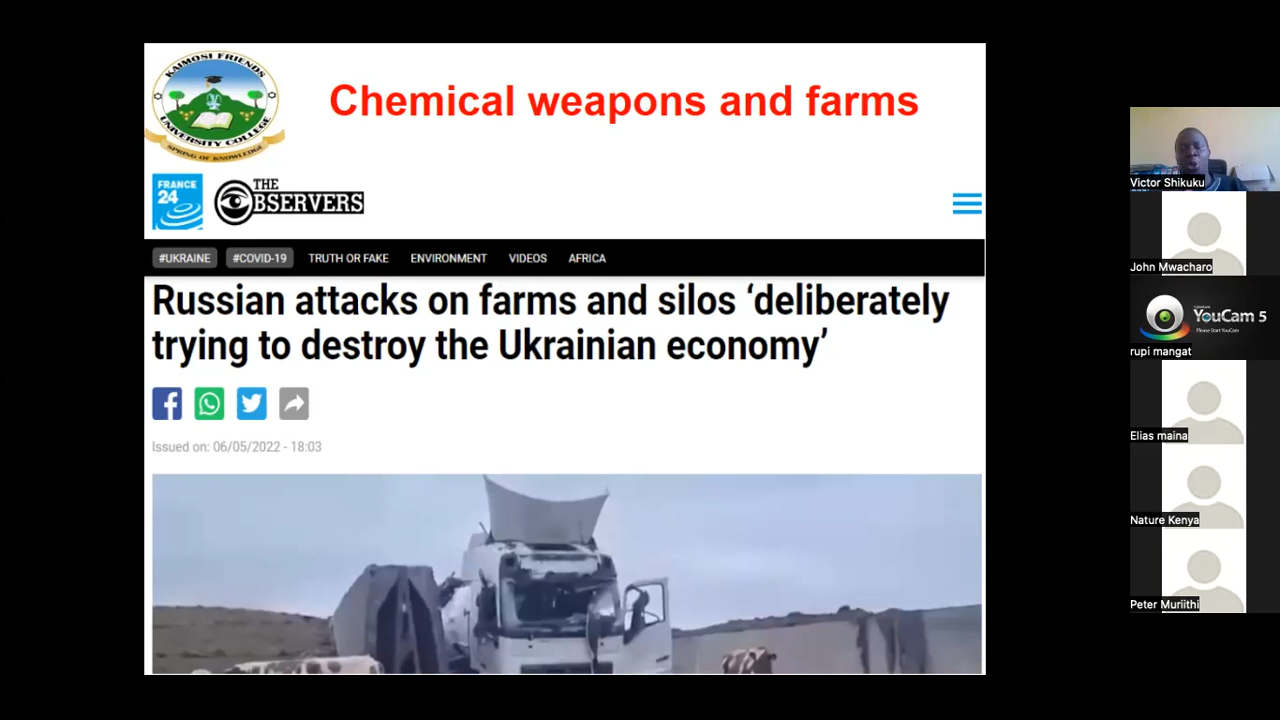 KAIMOSI FRIENDS
UNIVERSITY COLLEGE
SPRING OF KNOWLEDGE
Chemical weapons and farms
FRANCE
24
THE
OBSERVERS
#UKRAINE
#COVID-19
TRUTH OR FAKE
ENVIRONMENT
VIDEOS
AFRICA
Russian attacks on farms and silos ‘deliberately
trying to destroy the Ukrainian economy’
Issued on: 06/05/2022 - 18:03
Victor Shikuku
John Mwacharo
YouCam 5
Please Start YouCam
rupi mangat
Elias maina
Nature Kenya
Peter Muriithi